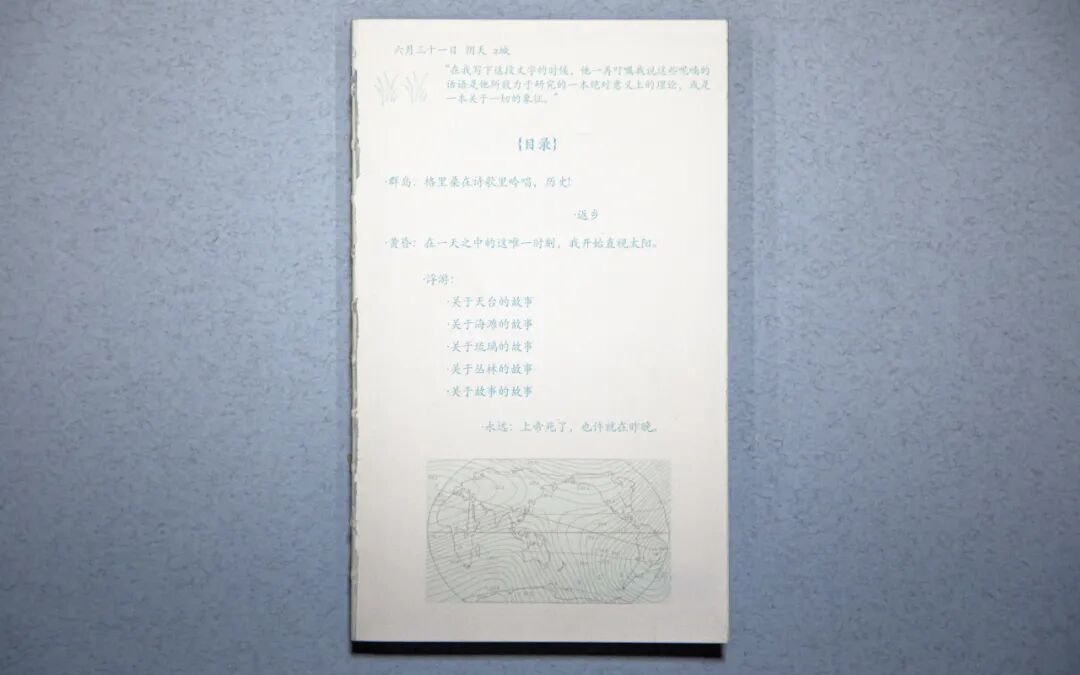 六月三十一日 阴天 z城
“在我写下这段文字的时候，他一再叮嘱我说这些呢喃的
话语是他所致力于研究的一本绝对意义上的理论，或是
一本关于一切的象征。”
{目录}
·群岛：格里桑在诗歌里吟唱，历史！
·返乡
·黄昏：在一天之中的这唯一时刻，我开始直视太阳。
·浮游：
·关于天台的故事
·关于海滩的故事
·关于琉璃的故事
·关于丛林的故事
·关于故事的故事
·永远：上帝死了，也许就在昨晚。